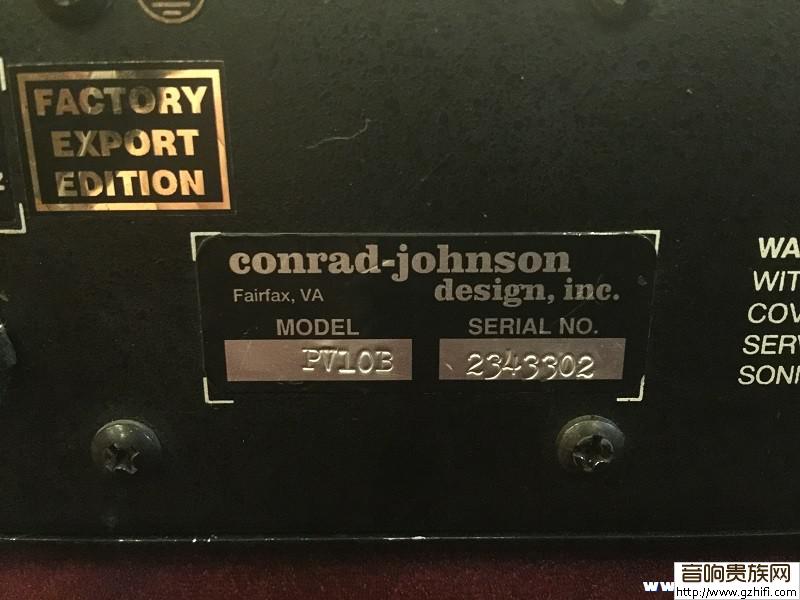 FACTORY
EXPORT
EDITION
conrad-johnson
design, inc.
Fairfax, VA
MODEL SERIAL NO.
PV10B 2343302
WA
WIT
COV
SERV
SONN
音响贵族网
http://www.gzhifi.com